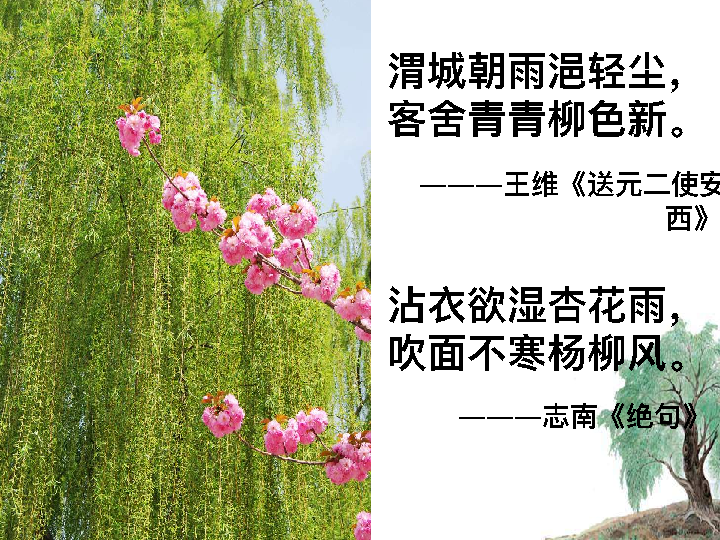 渭城朝雨浥轻尘，
客舍青青柳色新。
———王维《送元二使安
西》
沾衣欲湿杏花雨，
吹面不寒杨柳风。
———志南《绝句》